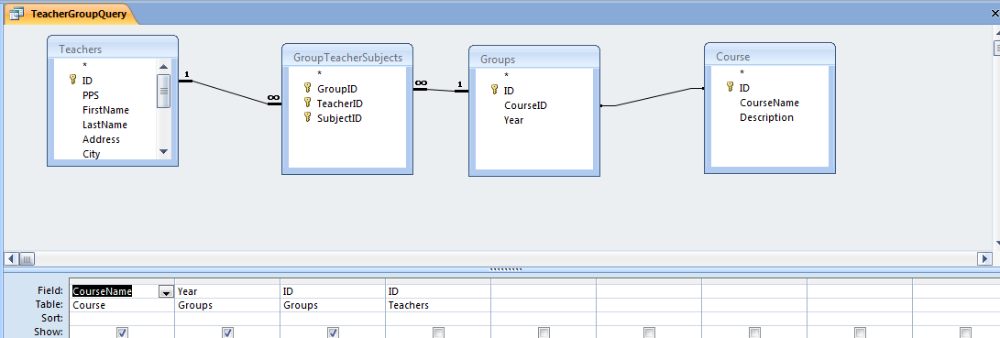 TeacherGroupQuery
Teachers
*
ID
PPS
FirstName
LastName
Address
City
1
∞
GroupTeacherSubjects
*
GroupID
TeacherID
SubjectID
∞
1
Groups
*
ID
CourseID
Year
Course
*
ID
CourseName
Description
Field: CourseName Year ID ID
Table: Course Groups Groups Teachers
Sort:
Show: